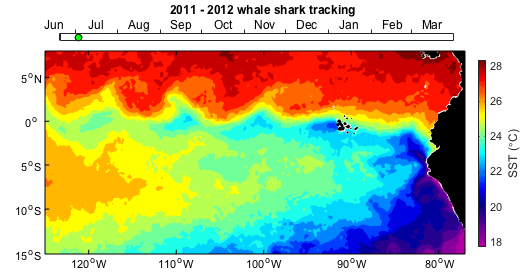 2011 - 2012 whale shark tracking
Jun Jul Aug Sep Oct Nov Dec Jan Feb Mar
5°N
0°
5°S
10°S
15°S
120°W 110°W 100°W 90°W 80°W
28
26
24
22
20
18
SST (°C)